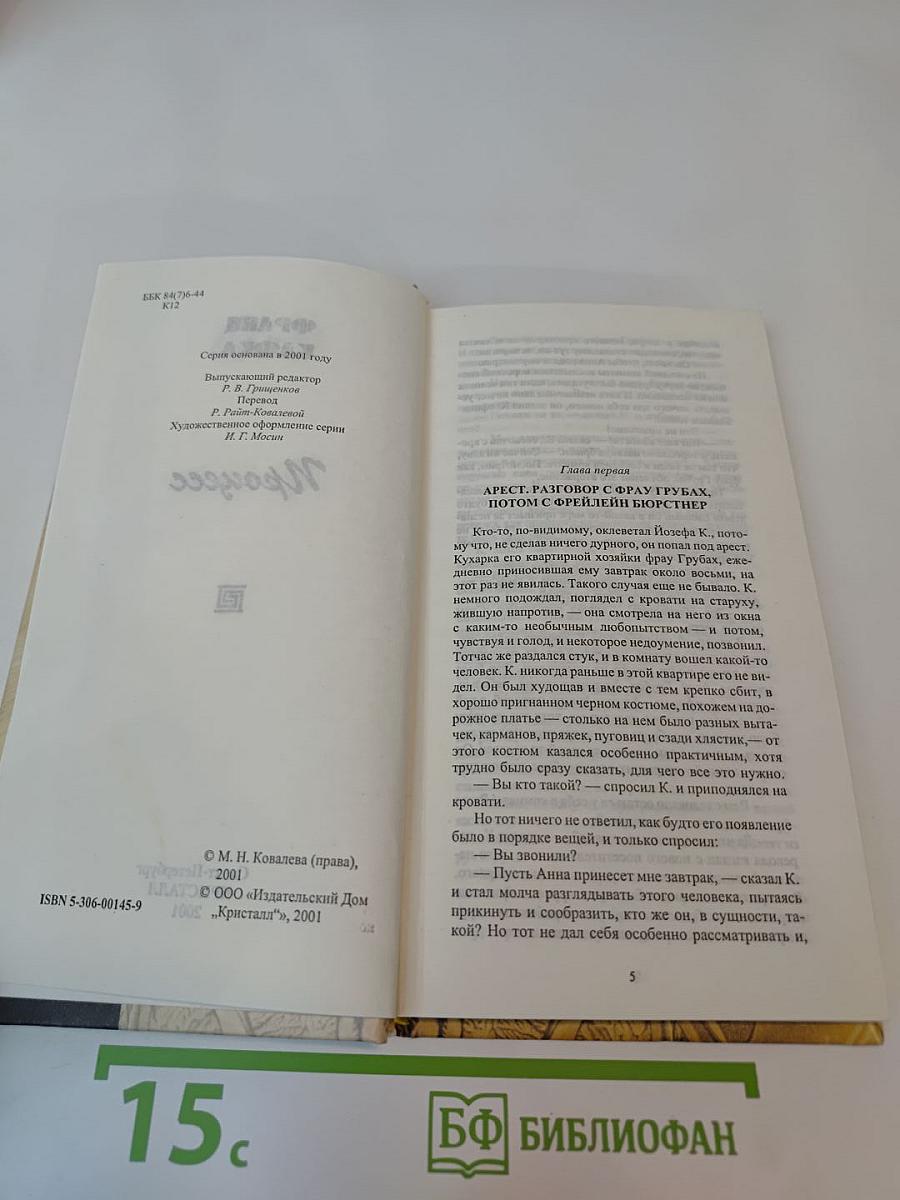 ББК 84(7)6-44
К12
Серия основана в 2001 году
Выпускающий редактор
Р. В. Грищенков
Перевод
Р. Райт-Ковалевой
Художественное оформление серии
И. Г. Мосин
© М. Н. Ковалева (права),
2001
ISBN 5-306-00145-9
© ООО «Издательский Дом
„Кристалл“», 2001
Глава первая
АРЕСТ. РАЗГОВОР С ФРАУ ГРУБАХ,
ПОТОМ С ФРЕЙЛЕЙН БЮРСТНЕР
Кто-то, по-видимому, оклеветал Йозефа К., пото-
му что, не сделав ничего дурного, он попал под арест.
Кухарка его квартирной хозяйки фрау Грубах, еже-
дневно приносившая ему завтрак около восьми, на
этот раз не явилась. Такого случая еще не бывало. К.
немного подождал, поглядел с кровати на старуху,
жившую напротив, — она смотрела на него из окна
с каким-то необычным любопытством — и потом,
чувствуя и голод, и некоторое недоумение, позвонил.
Тотчас же раздался стук, и в комнату вошел какой-то
человек. К. никогда раньше в этой квартире его не ви-
дел. Он был худощав и вместе с тем крепко сбит, в
хорошо пригнанном черном костюме, похожем на до-
рожное платье — столько на нем было разных выта-
чек, карманов, пряжек, пуговиц и сзади хлястик,— от
этого костюм казался особенно практичным, хотя
трудно было сразу сказать, для чего все это нужно.
— Вы кто такой? — спросил К. и приподнялся на
кровати.
Но тот ничего не ответил, как будто его появление
было в порядке вещей, и только спросил:
— Вы звонили?
— Пусть Анна принесет мне завтрак, — сказал К.
и стал молча разглядывать этого человека, пытаясь
прикинуть и сообразить, кто же он, в сущности, та-
кой? Но тот не дал себя особенно рассматривать и,
5
15 с
БФ БИБЛИОФАН